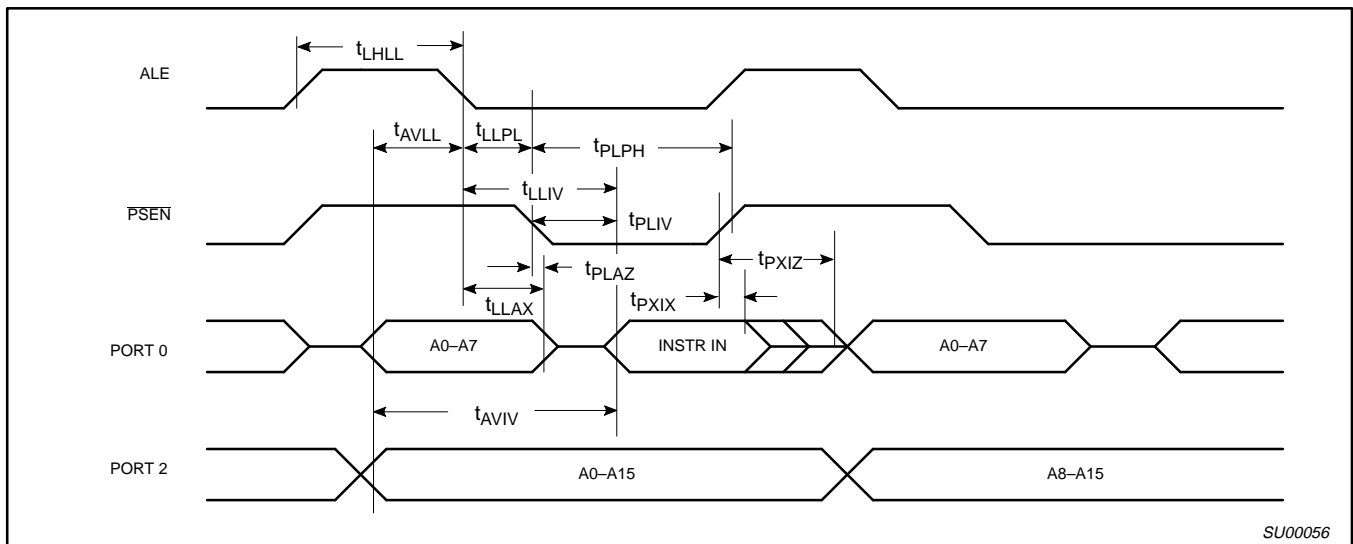 tLHLL
ALE
tAVLL tLLPL tPLPH
tLLIV
PSEN tPLIV
tPXIZ
tPLAZ
tLLAX tPXIX
PORT 0 A0–A7 INSTR IN A0–A7
tAVIV
PORT 2 A0–A15 A8–A15
SU00056